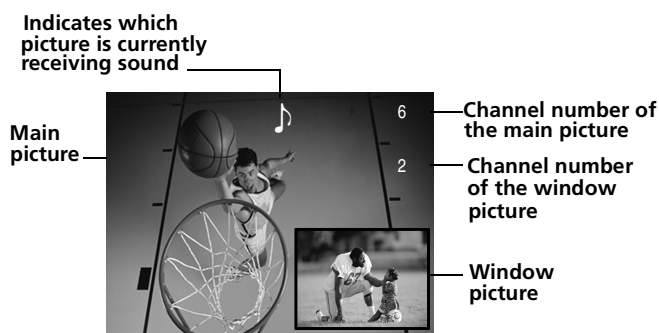 Indicates which
picture is currently
receiving sound
Main
picture
6
Channel number of
the main picture
2
Channel number
of the window
picture
Window
picture